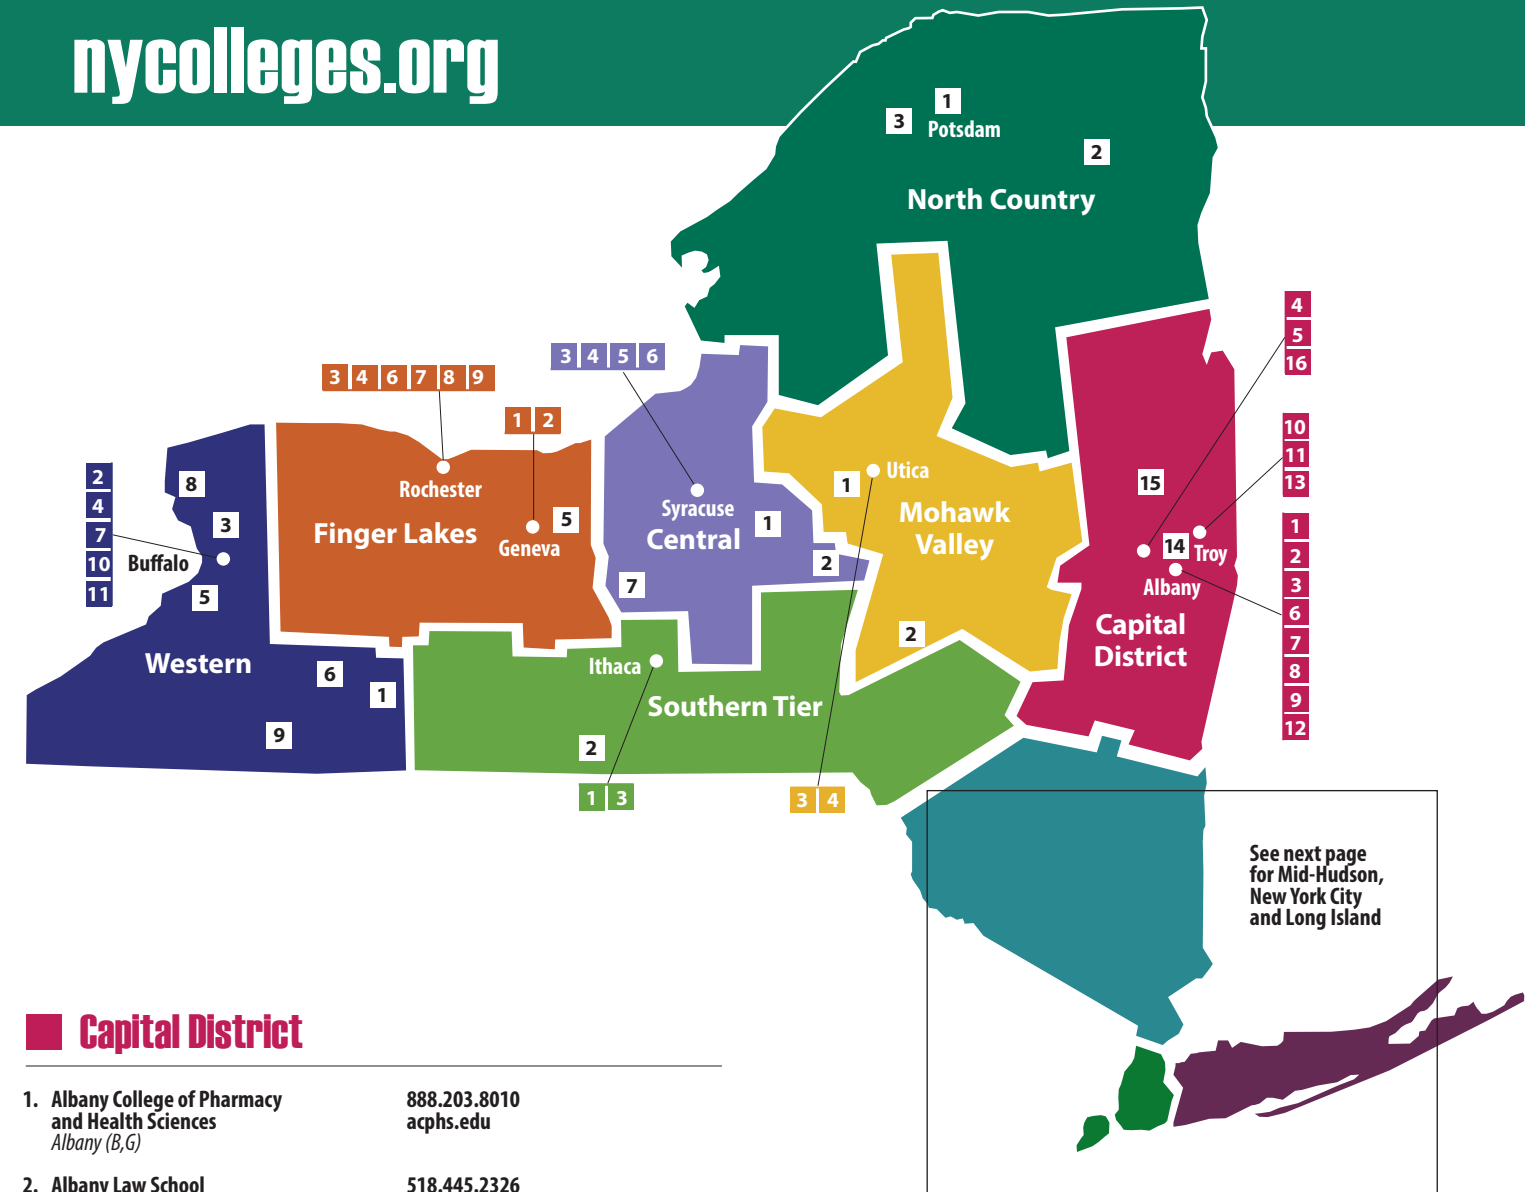 nycolleges.org
1
3
Potsdam
2
North Country
4
5
16
3 4 5 6
3 4 6 7 8 9
1 2
10
11
13
2
4
7
10
11
8
3
Buffalo
5
Western
6
1
9
Rochester
Finger Lakes
5
Geneva
Syracuse
Central
1
2
7
Utica
1
Mohawk
Valley
2
15
14
Troy
Albany
Capital
District
1
2
3
6
7
8
9
12
Ithaca
Southern Tier
2
1 3
3 4
See next page
for Mid-Hudson,
New York City
and Long Island
Capital District
1. Albany College of Pharmacy 888.203.8010
and Health Sciences acphs.edu
Albany (B,G)
2. Albany Law School 518.445.2326